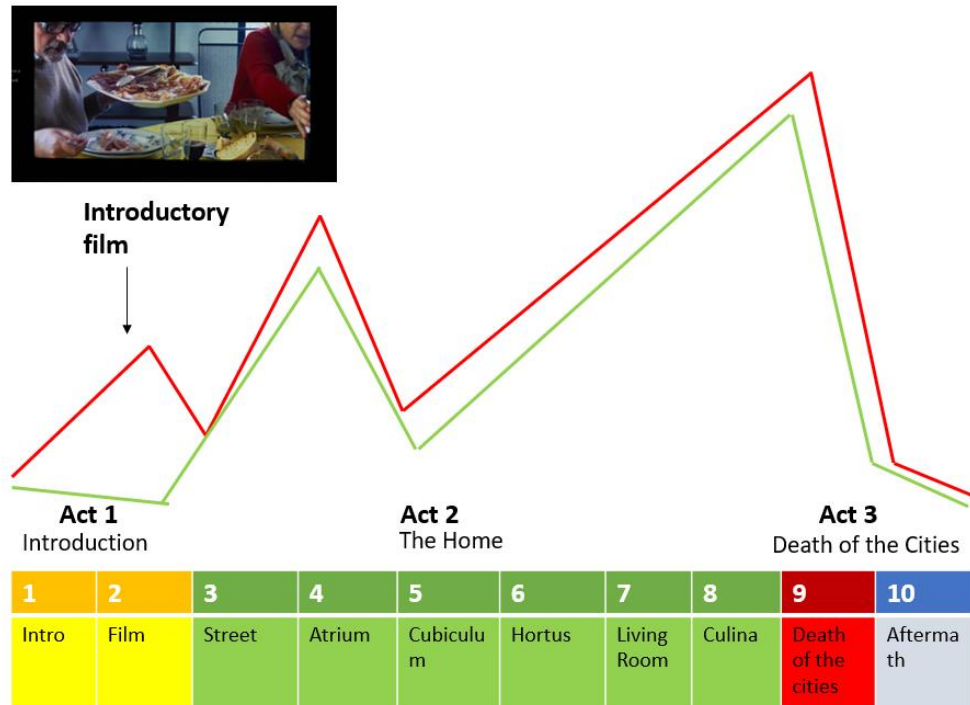 Introductory
film
Act 1
Introduction
Act 2
The Home
Act 3
Death of the Cities
1 2 3 4 5 6 7 8 9 10
Intro Film Street Atrium Cubiculu Hortus Living Culina Death Afterma
m Room of the th
cities